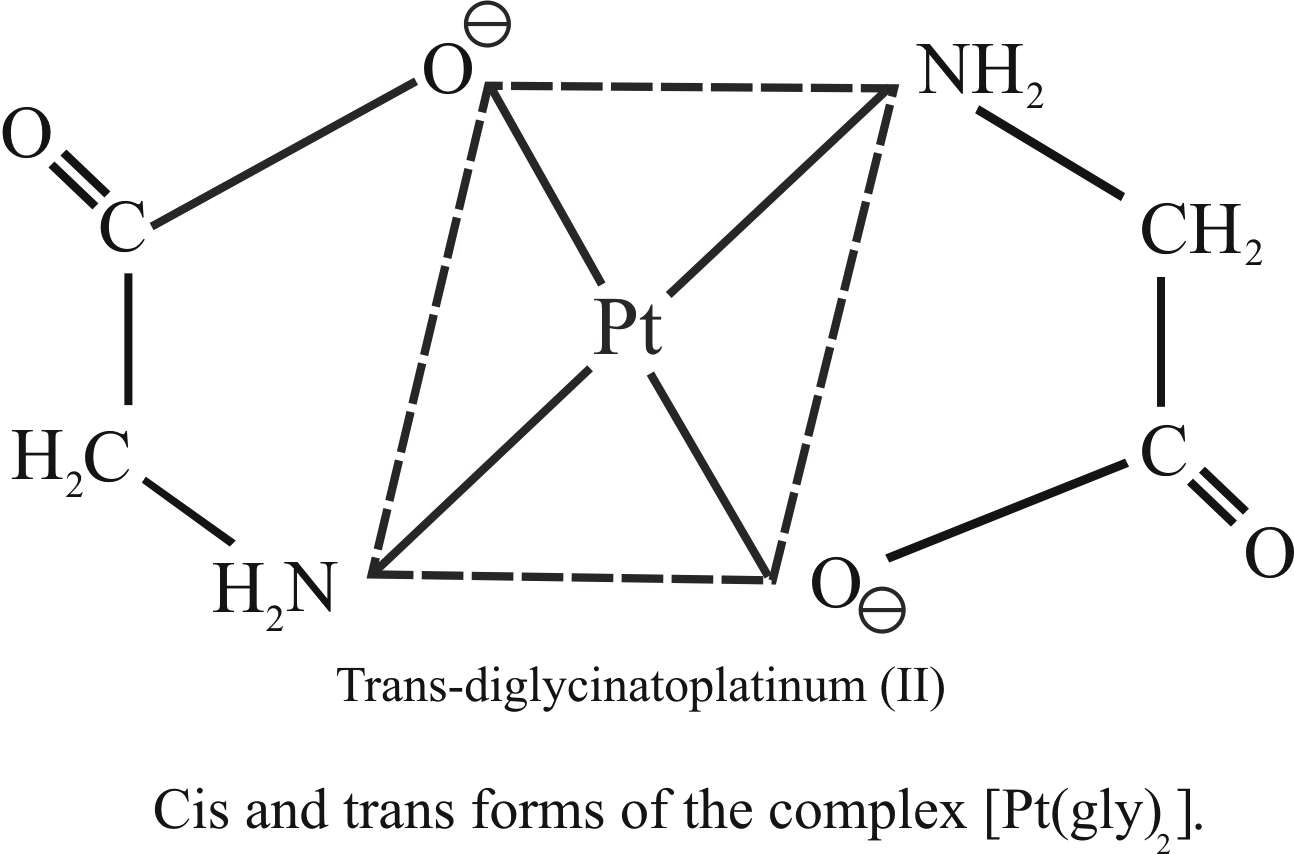 O⊖ NH₂
O
C CH₂
Pt
H₂C C
O
H₂N O⊖
Trans-diglycinatoplatinum (II)
Cis and trans forms of the complex [Pt(gly)₂].